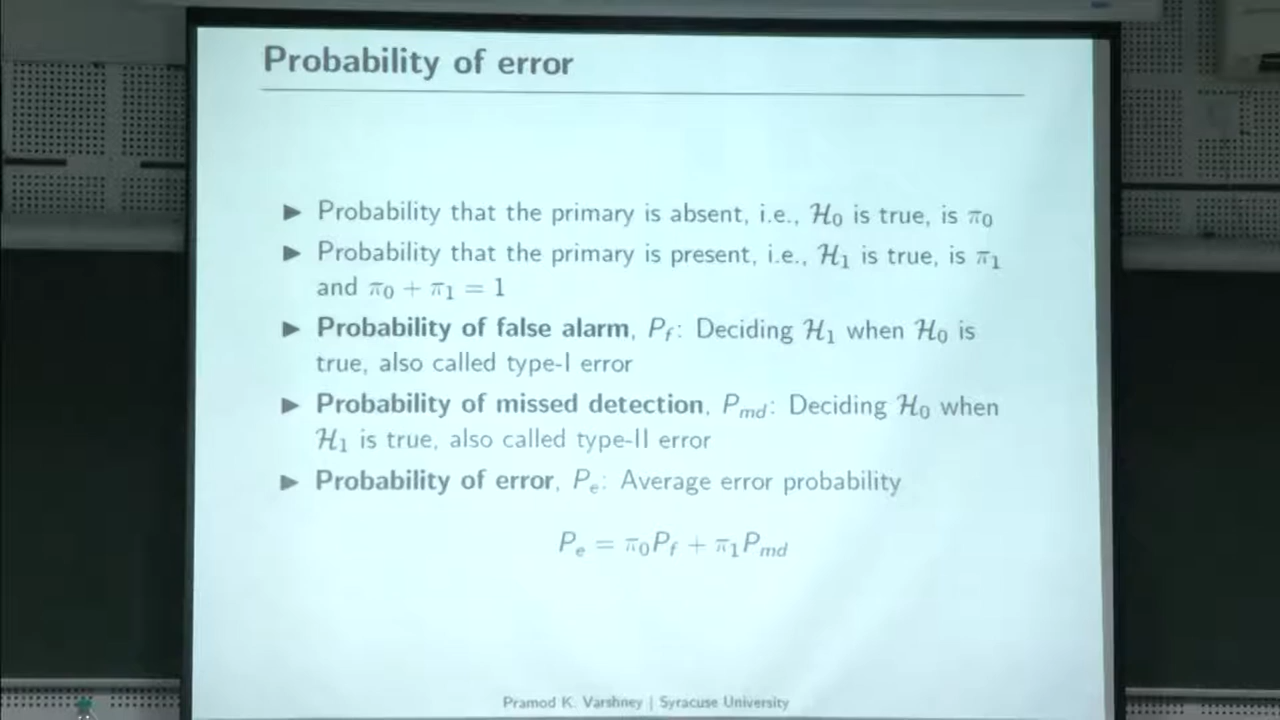 Probability of error
▶ Probability that the primary is absent, i.e., ℋ₀ is true, is π₀
▶ Probability that the primary is present, i.e., ℋ₁ is true, is π₁
and π₀ + π₁ = 1
▶ Probability of false alarm, P_f: Deciding ℋ₁ when ℋ₀ is
true, also called type-I error
▶ Probability of missed detection, P_md: Deciding ℋ₀ when
ℋ₁ is true, also called type-II error
▶ Probability of error, P_e: Average error probability
P_e = π₀P_f + π₁P_md
Pramod K. Varshney | Syracuse University